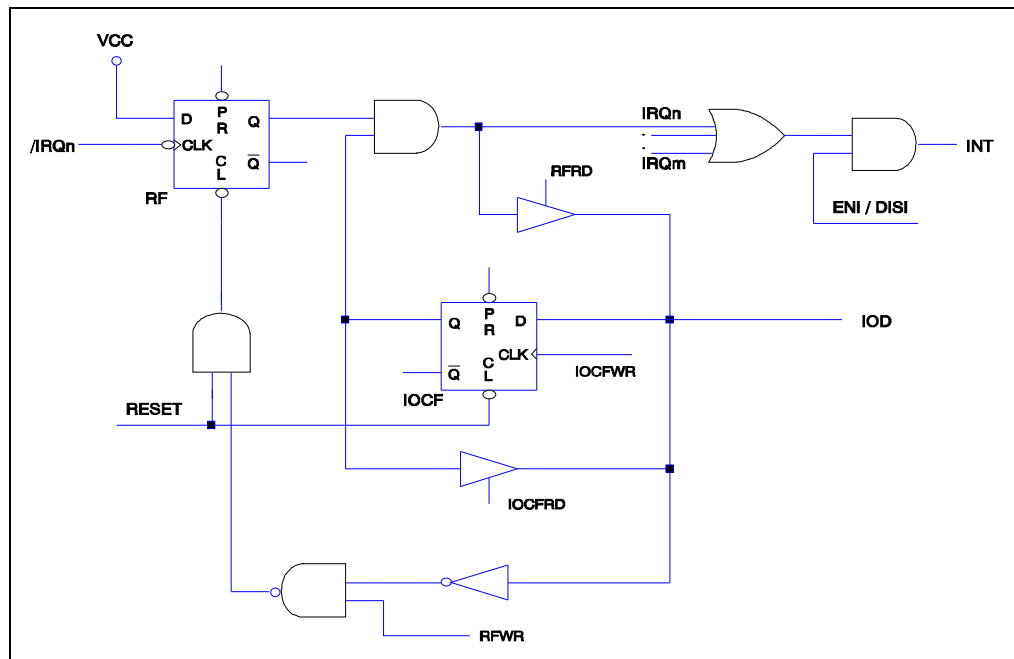 VCC
D
P
R
Q
/IRQn
CLK
C
L
Q
RF
IRQn
IRQm
INT
ENI / DISI
RFRD
Q
P
R
D
CLK
C
L
Q
IOCFWR
IOCF
IOD
RESET
IOCFRD
RFWR